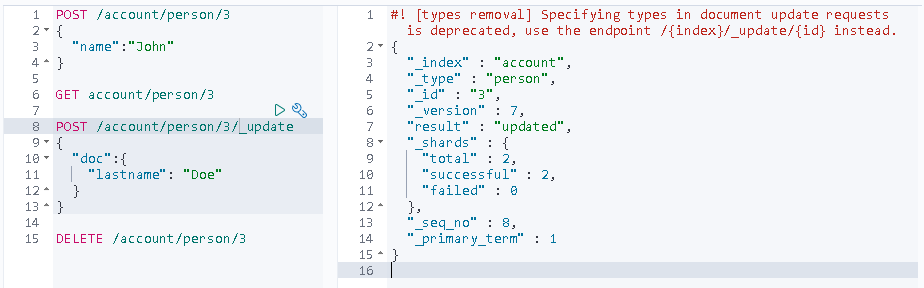 1 POST /account/person/3
2 {
3 "name":"John"
4 }
5
6 GET account/person/3
7
8 POST /account/person/3/_update
9 {
10 "doc":{
11 "lastname": "Doe"
12 }
13 }
14
15 DELETE /account/person/3
1 #! [types removal] Specifying types in document update requests
is deprecated, use the endpoint /{index}/_update/{id} instead.
2 {
3 "_index" : "account",
4 "_type" : "person",
5 "_id" : "3",
6 "_version" : 7,
7 "result" : "updated",
8 "_shards" : {
9 "total" : 2,
10 "successful" : 2,
11 "failed" : 0
12 },
13 "_seq_no" : 8,
14 "_primary_term" : 1
15 }
16